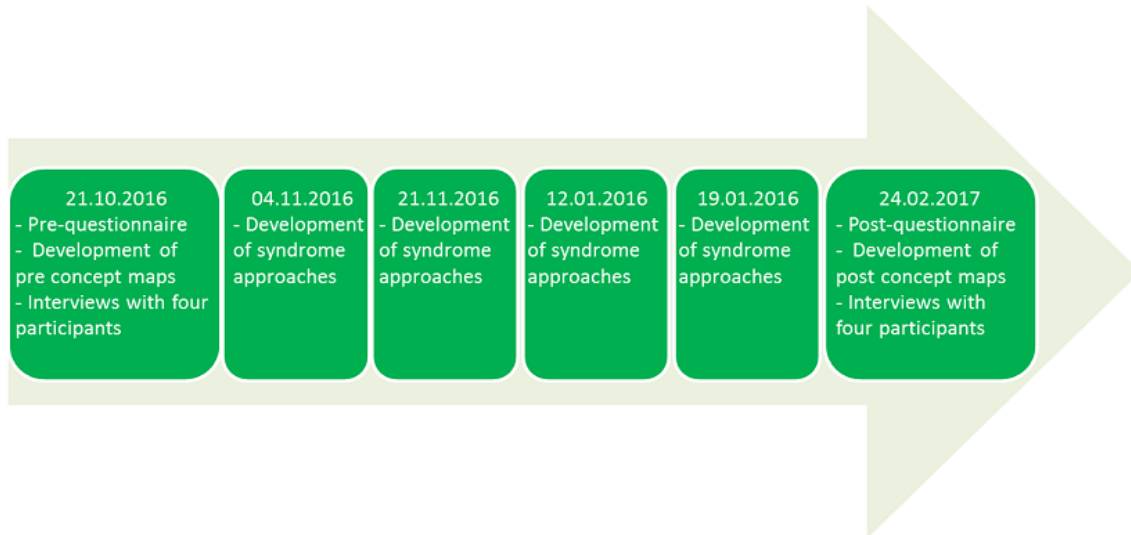 21.10.2016
- Pre-questionnaire
- Development of
pre concept maps
- Interviews with four
participants
04.11.2016
- Development
of syndrome
approaches
21.11.2016
- Development
of syndrome
approaches
12.01.2016
- Development
of syndrome
approaches
19.01.2016
- Development
of syndrome
approaches
24.02.2017
- Post-questionnaire
- Development of
post concept maps
- Interviews with
four participants